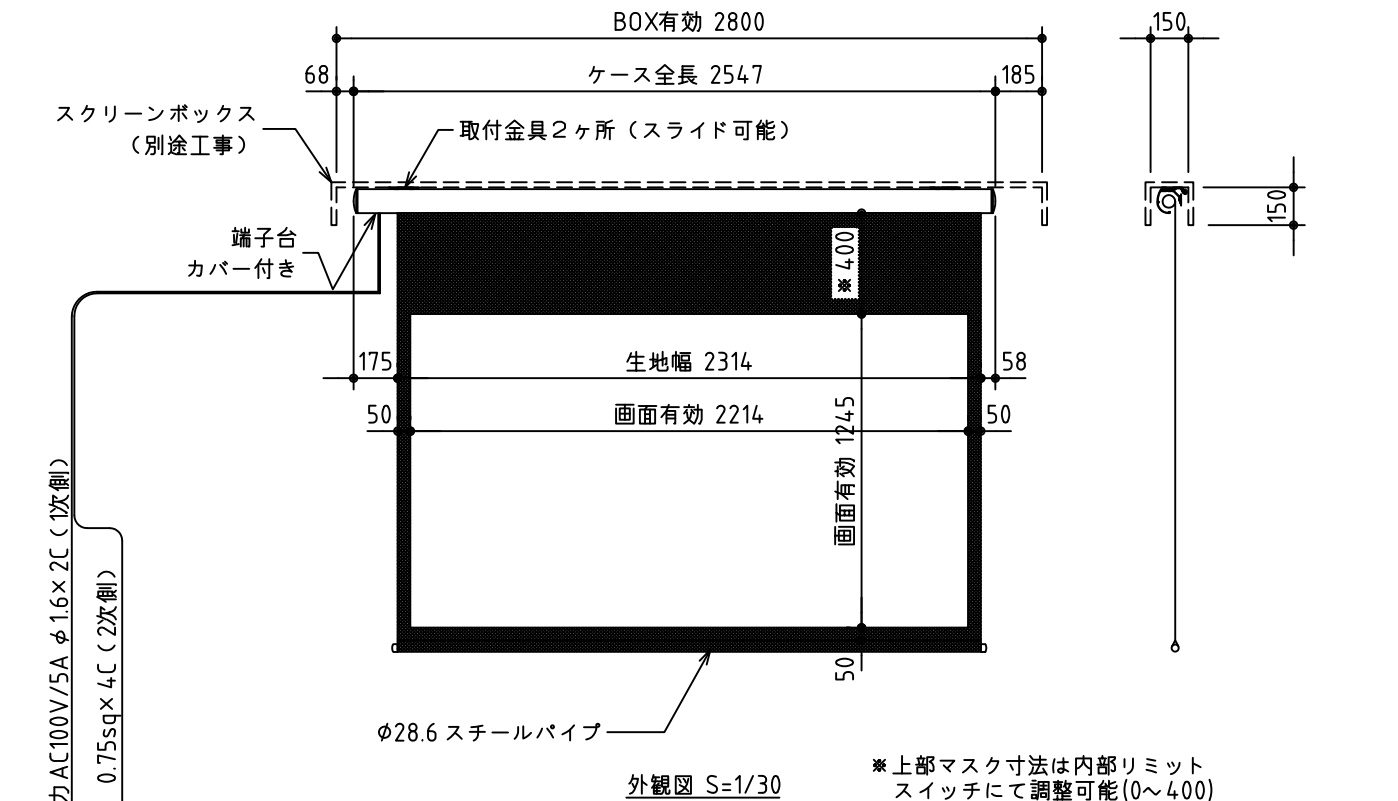 BOX有効 2800
150
68
ケース全長 2547
185
スクリーンボックス
（別途工事）
取付金具２ヶ所（スライド可能）
150
端子台
カバー付き
※ 400
175
生地幅 2314
58
50
画面有効 2214
50
画面有効 1245
50
力 AC100V/5A φ1.6×2C（1次側）
0.75sq×4C（2次側）
φ28.6 スチールパイプ
外観図 S=1/30
※上部マスク寸法は内部リミット
スイッチにて調整可能(0～400)